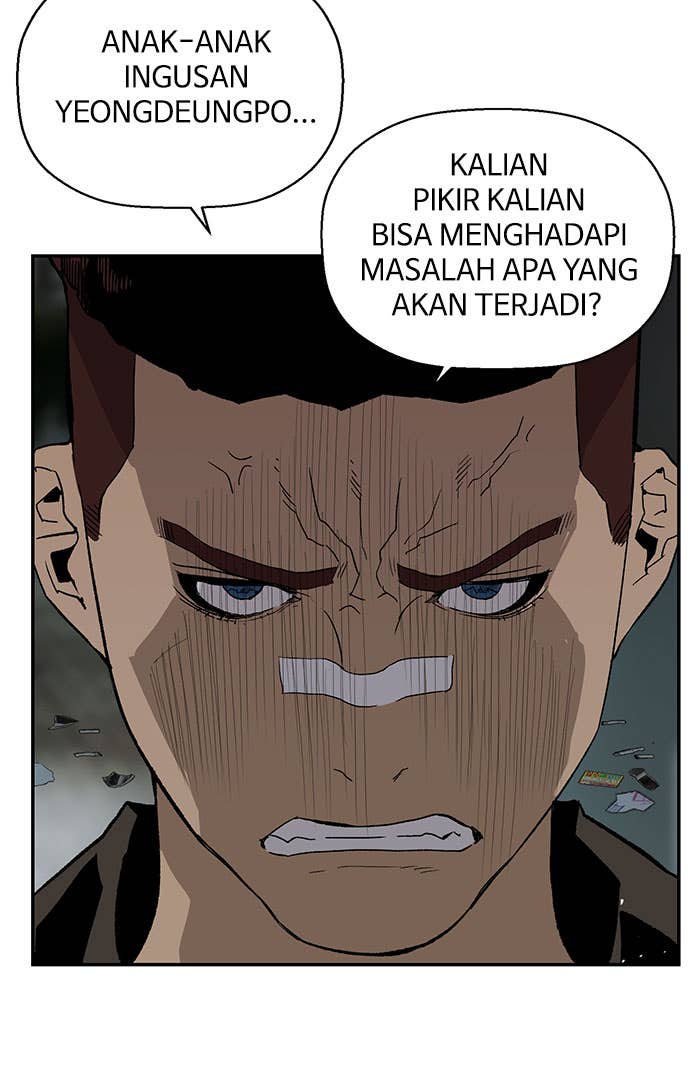 ANAK-ANAK
INGUSAN
YEONGDEUNGPO...
KALIAN
PIKIR KALIAN
BISA MENGHADAPI
MASALAH APA YANG
AKAN TERJADI?